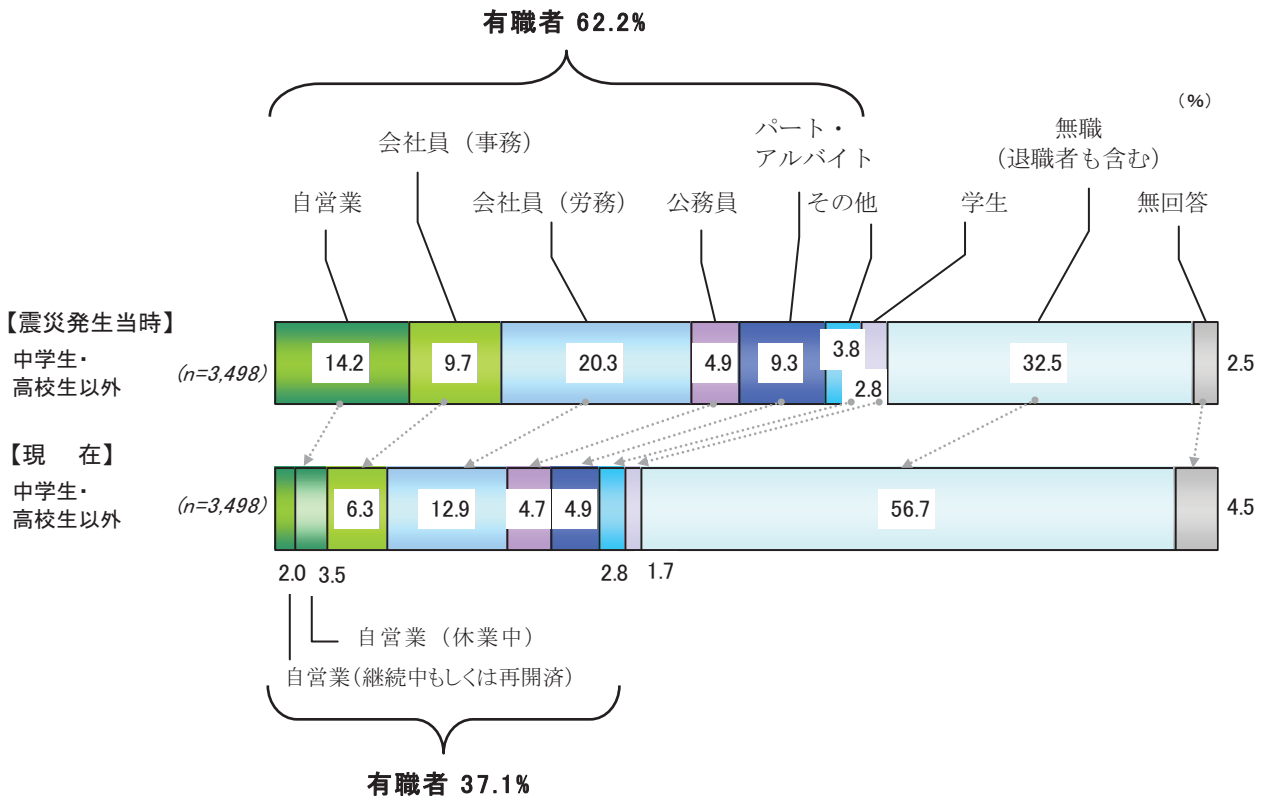 有職者 62.2%
（%）
会社員（事務）
パート・
アルバイト
無職
（退職者も含む）
自営業
会社員（労務）
公務員
その他
学生
無回答
【震災発生当時】
中学生・
高校生以外
(n=3,498)
14.2
9.7
20.3
4.9
9.3
3.8
2.8
32.5
2.5
【現　在】
中学生・
高校生以外
(n=3,498)
6.3
12.9
4.7
4.9
56.7
4.5
2.0
3.5
2.8
1.7
自営業（休業中）
自営業(継続中もしくは再開済)
有職者 37.1%